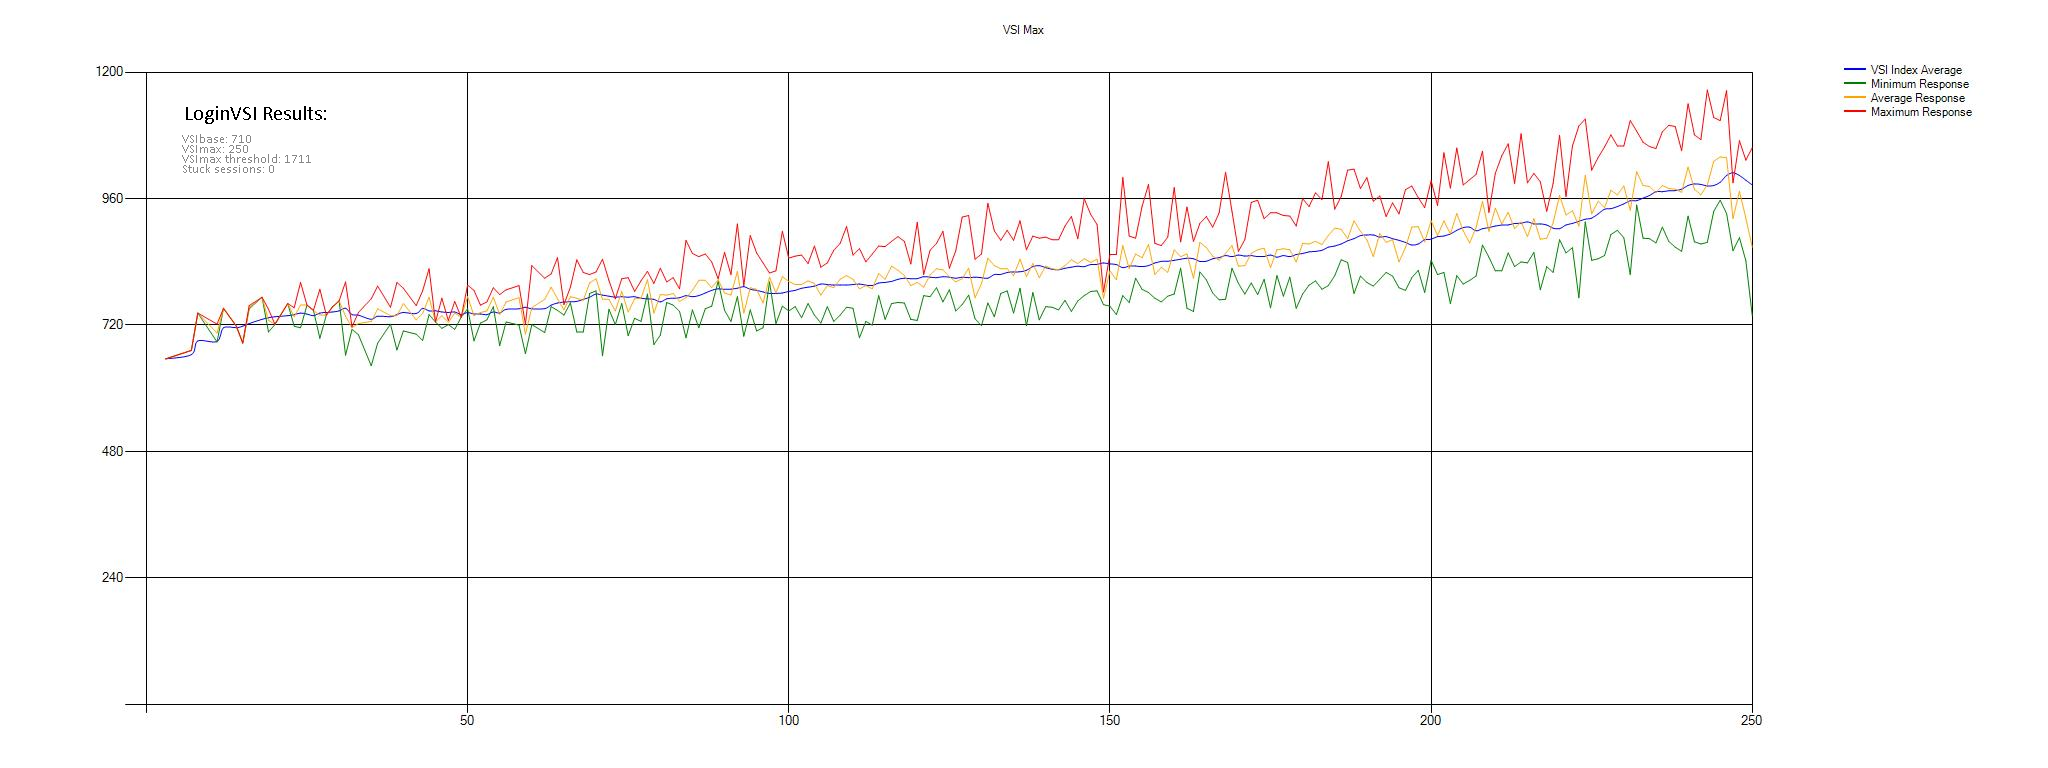 VSI Max
1200
960
720
480
240
50
100
150
200
250
LoginVSI Results:
VSIbase: 710
VSImax: 250
VSImax threshold: 1711
Stuck sessions: 0
VSI Index Average
Minimum Response
Average Response
Maximum Response